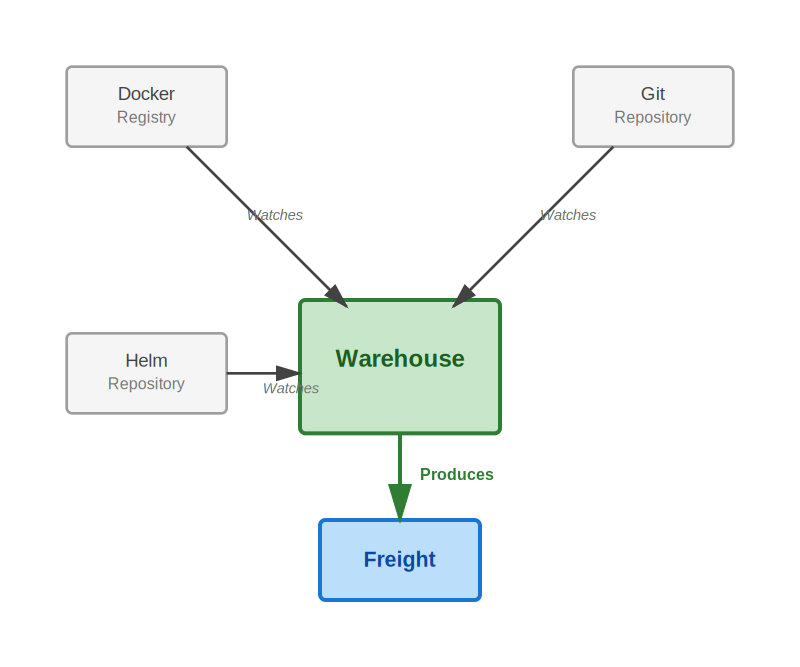 Docker
Registry
Git
Repository
Watches
Watches
Helm
Repository
Watches
Warehouse
Produces
Freight